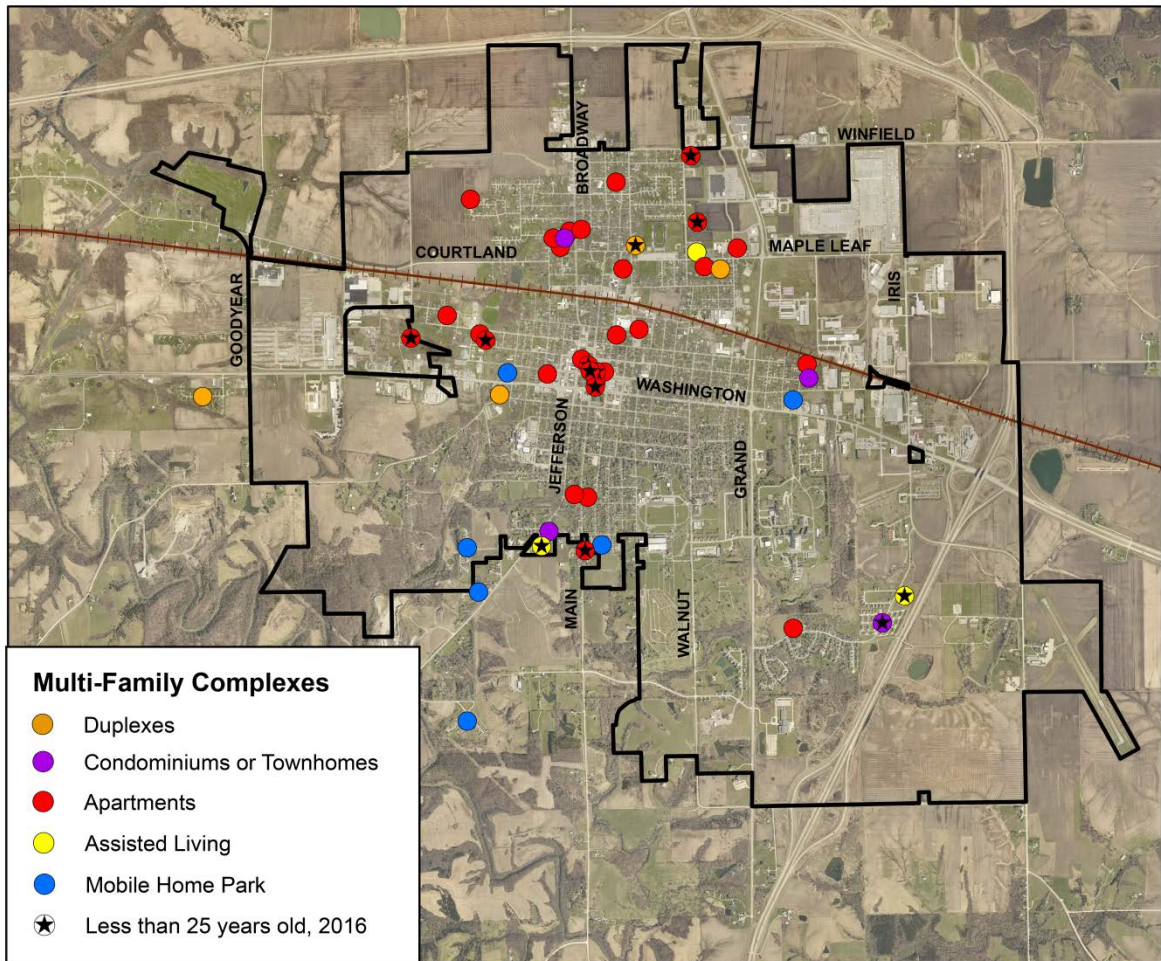 BROADWAY
WINFIELD
COURTLAND
MAPLE LEAF
IRIS
GOODYEAR
WASHINGTON
JEFFERSON
GRAND
MAIN
WALNUT
Multi-Family Complexes
Duplexes
Condominiums or Townhomes
Apartments
Assisted Living
Mobile Home Park
Less than 25 years old, 2016